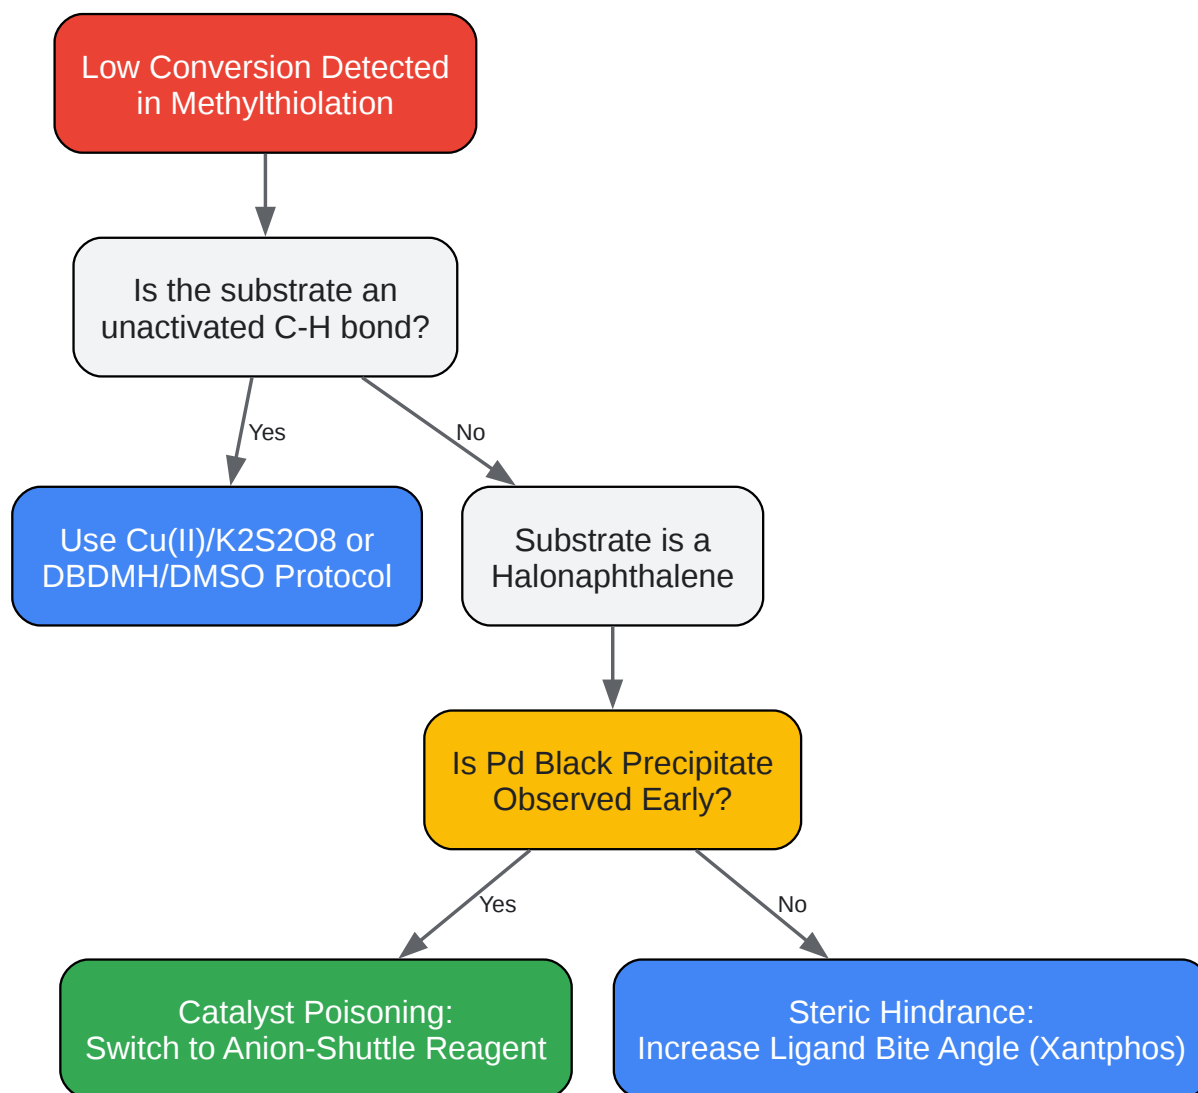 Low Conversion Detected
in Methylthiolation
Is the substrate an
unactivated C-H bond?
Yes
No
Use Cu(II)/K2S2O8 or
DBDMH/DMSO Protocol
Substrate is a
Halonaphthalene
Is Pd Black Precipitate
Observed Early?
Yes
No
Catalyst Poisoning:
Switch to Anion-Shuttle Reagent
Steric Hindrance:
Increase Ligand Bite Angle (Xantphos)